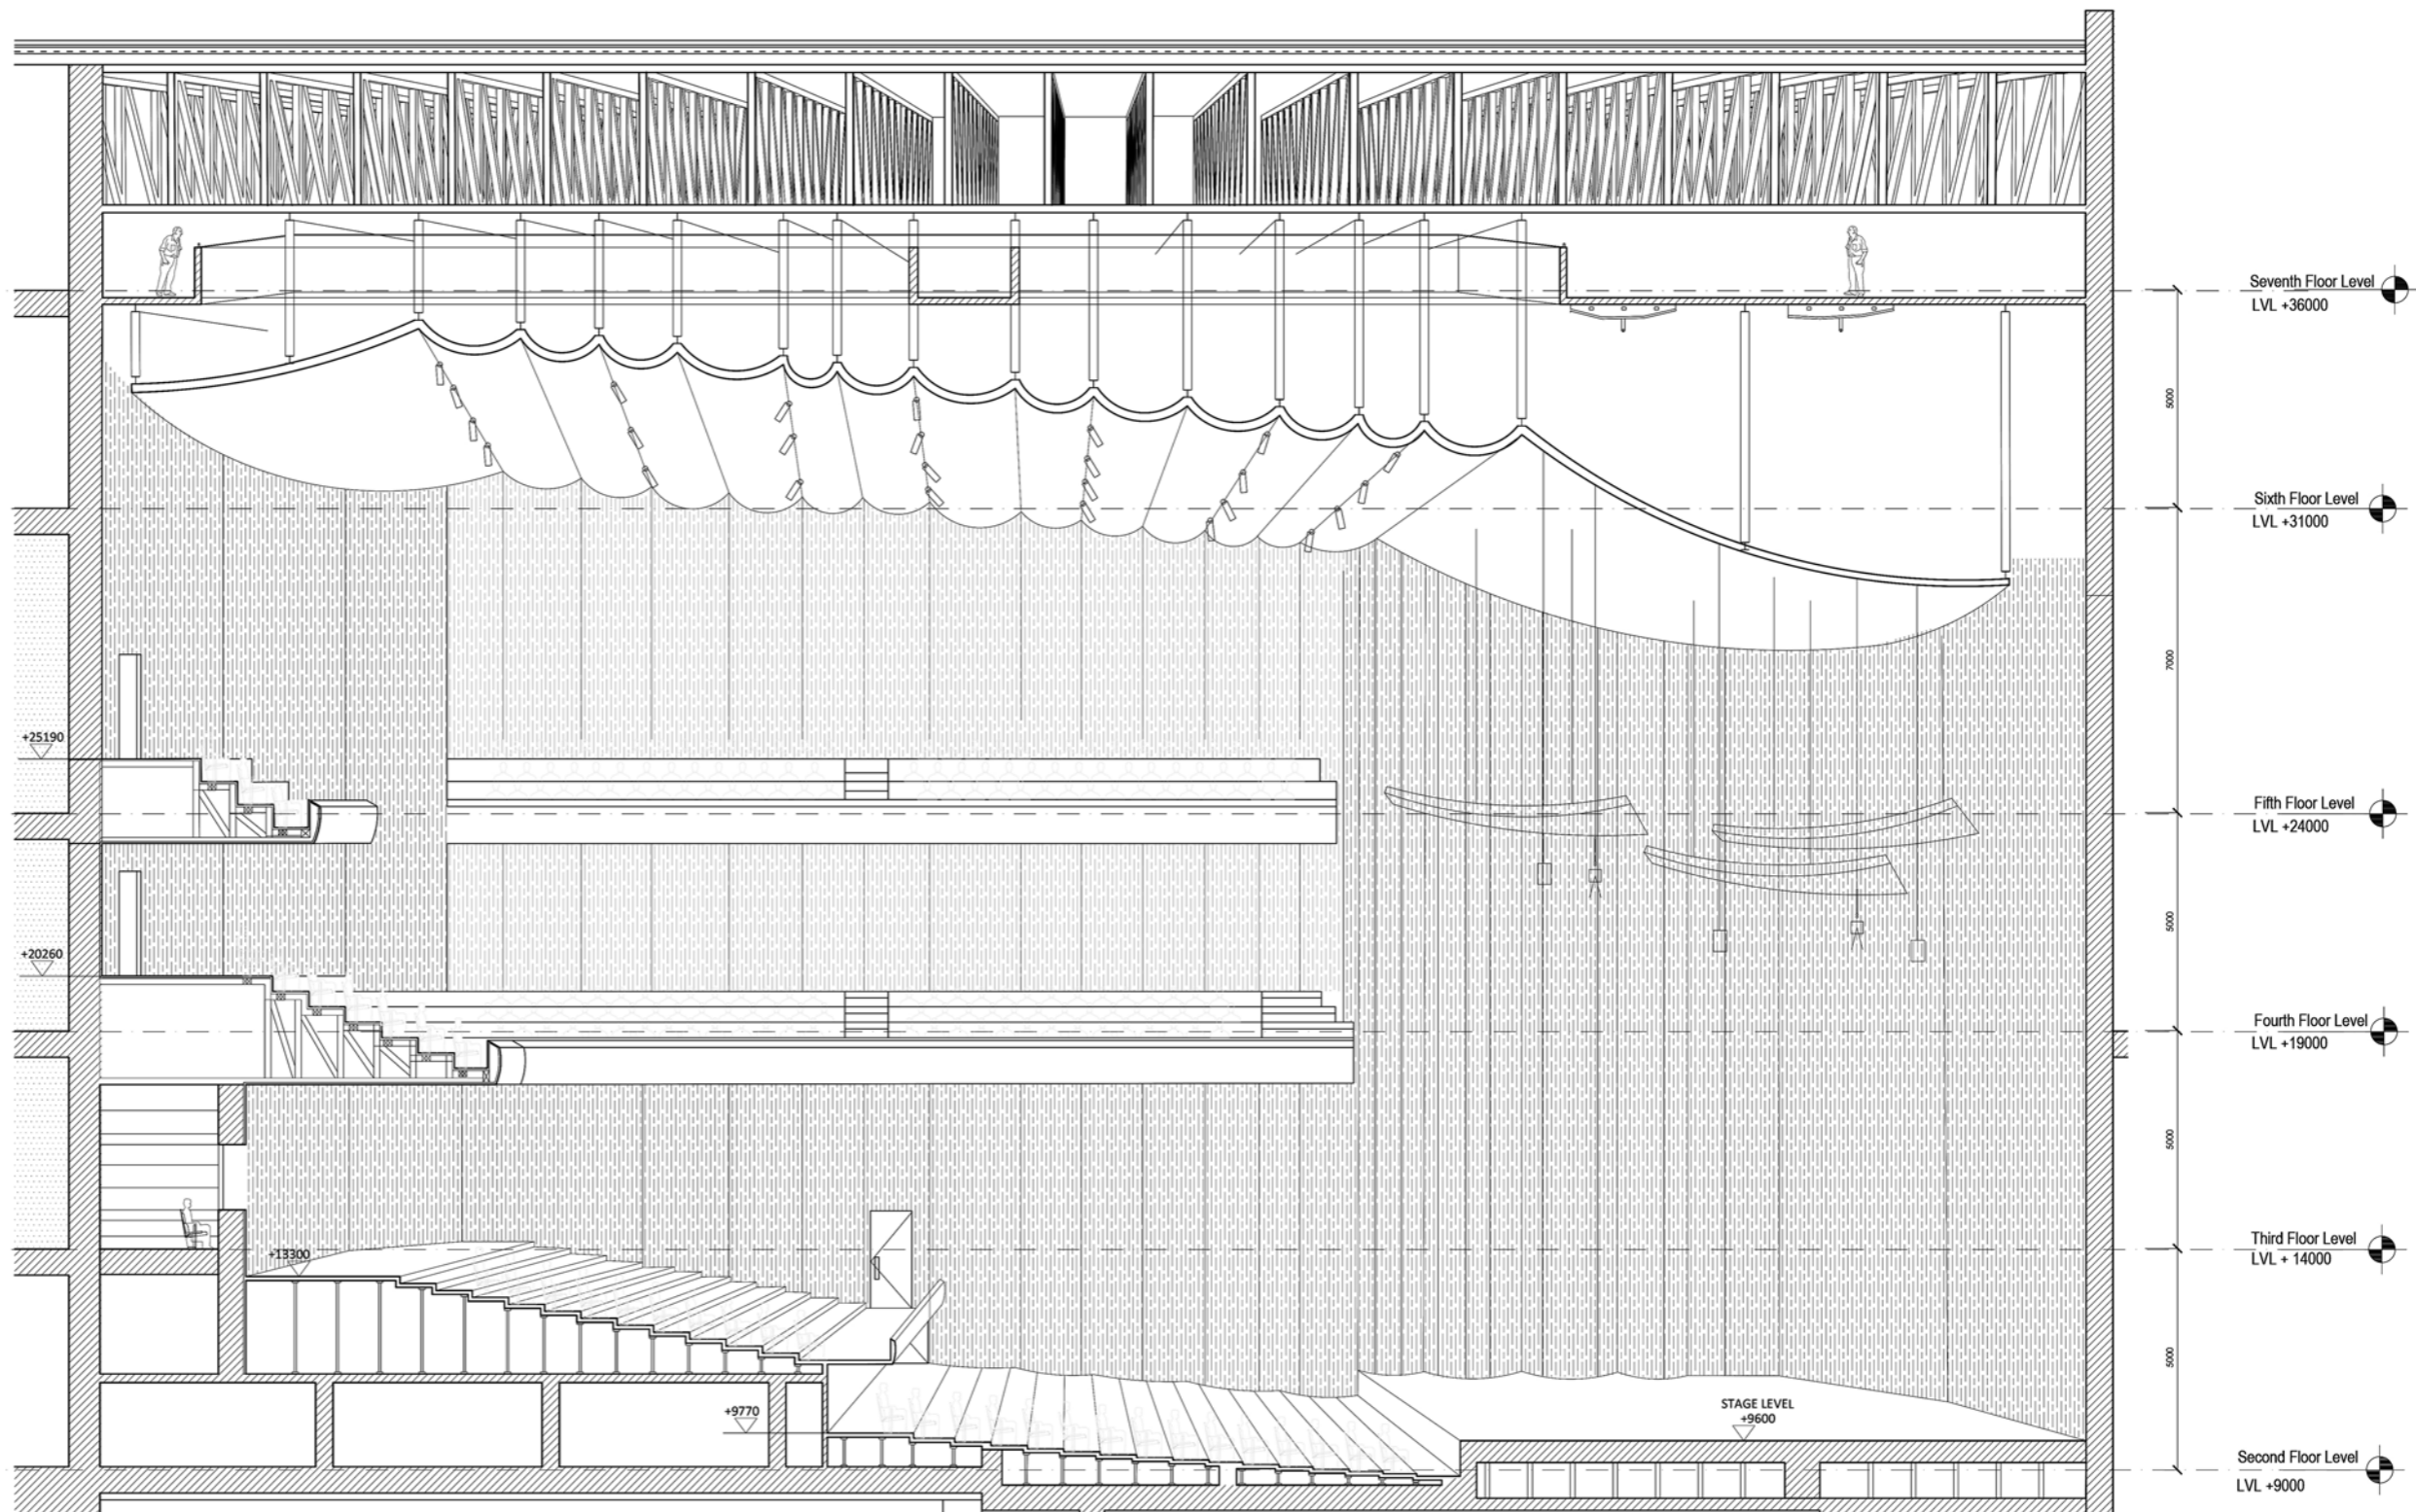 Seventh Floor Level
LVL +36000
5000
Sixth Floor Level
LVL +31000
7000
+25190
Fifth Floor Level
LVL +24000
5000
+20260
Fourth Floor Level
LVL +19000
5000
+13300
Third Floor Level
LVL + 14000
5000
+9770
STAGE LEVEL
+9600
Second Floor Level
LVL +9000